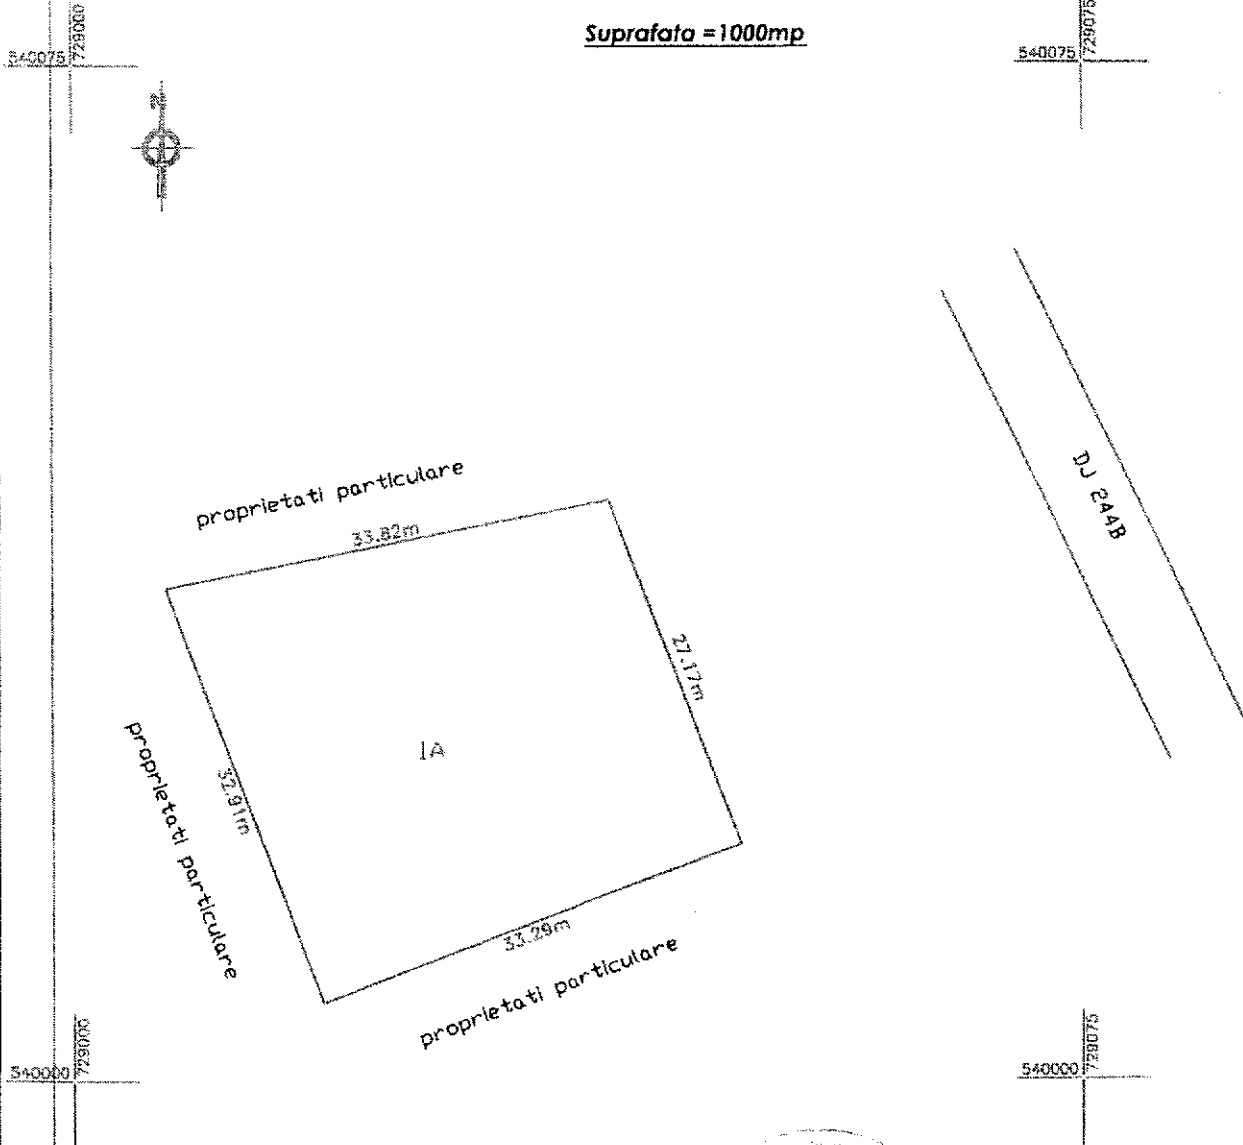 Suprafata =1000mp
729000
540075
729075
540075
N
DJ 244B
proprietati particulare
33.82m
27.17m
1A
32.91m
proprietati particulare
33.29m
proprietati particulare
729000
540000
729075
540000